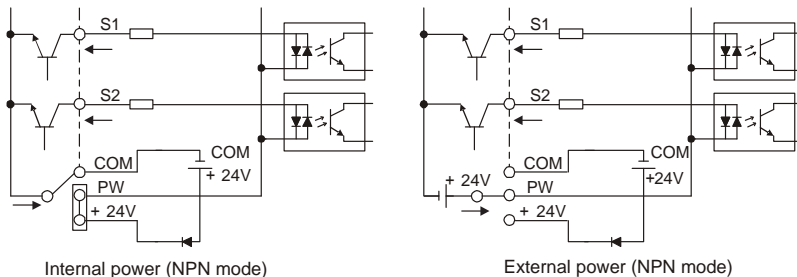 S1
S2
COM
COM
+ 24V
PW
+ 24V
Internal power (NPN mode)
S1
S2
COM
COM
+24V
+ 24V
PW
+ 24V
External power (NPN mode)